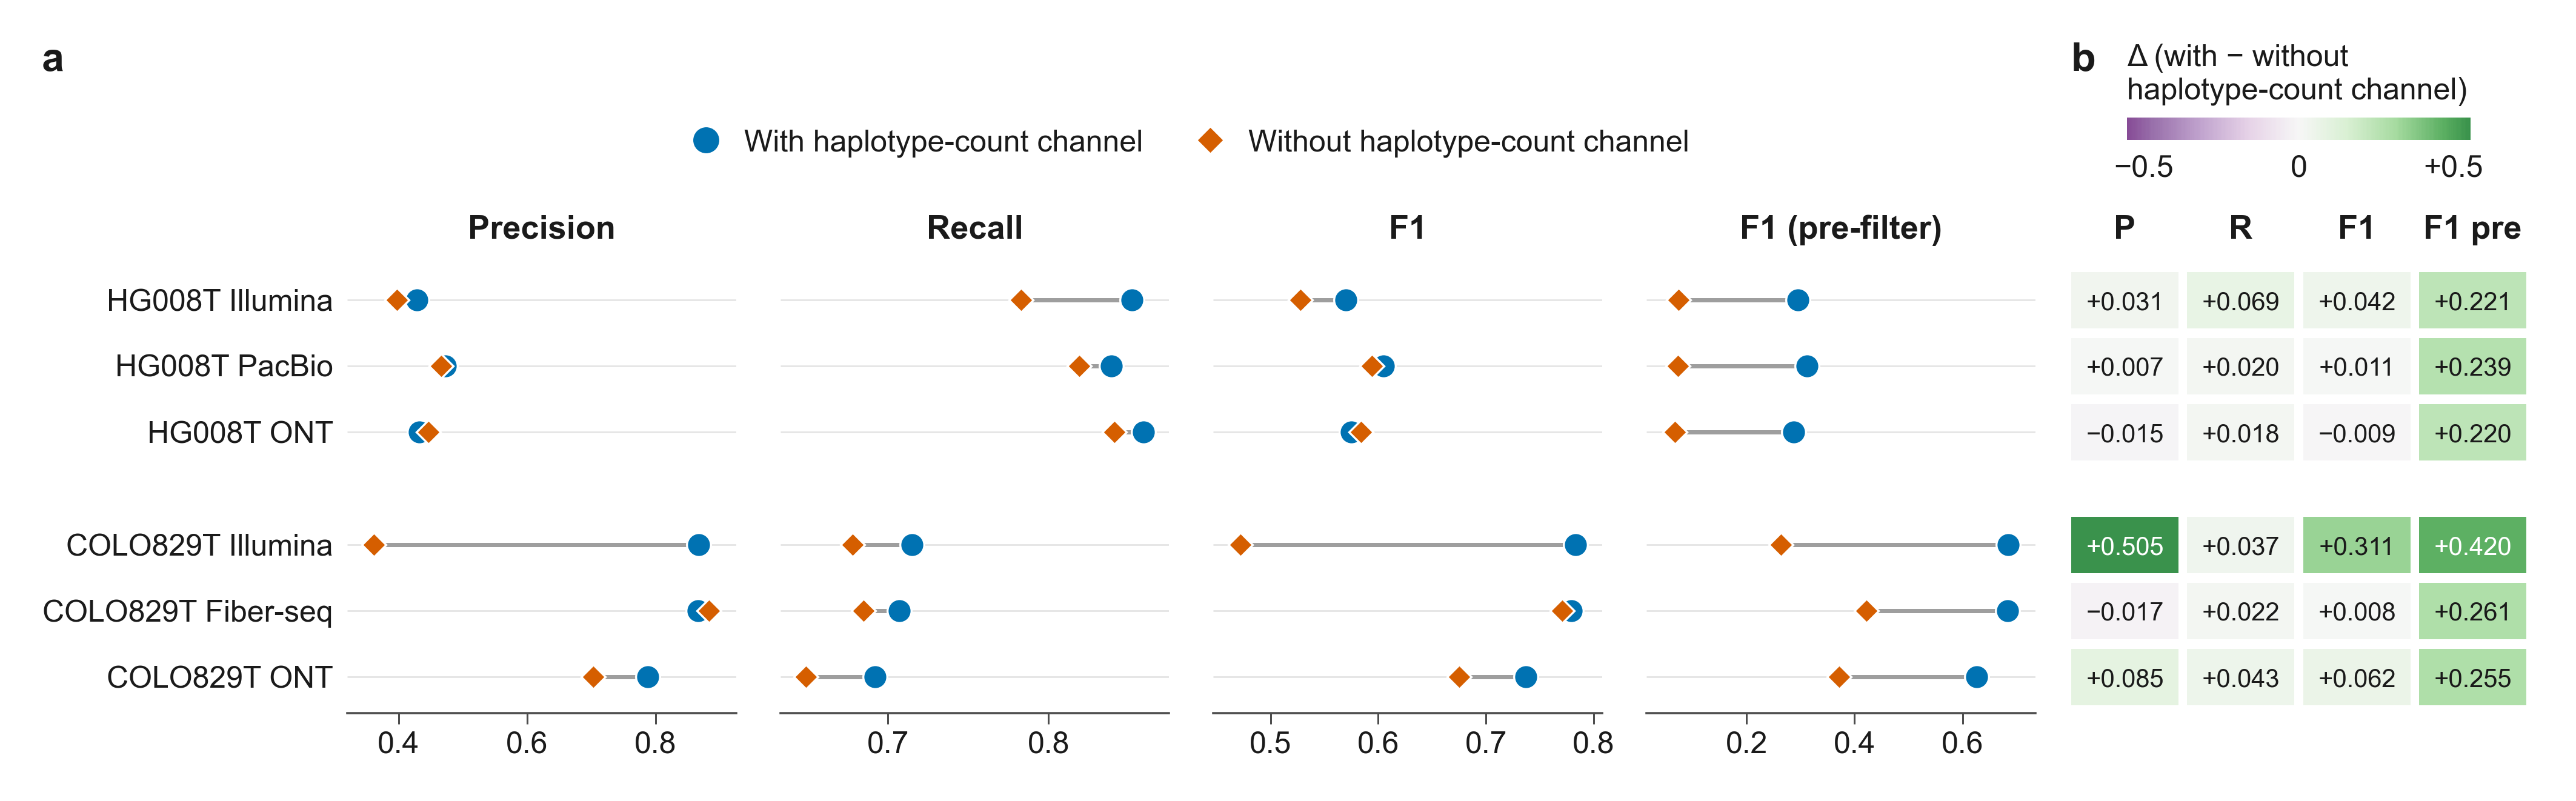 a
b
Δ (with − without
haplotype-count channel)
−0.5 0 +0.5
With haplotype-count channel Without haplotype-count channel
Precision Recall F1 F1 (pre-filter) P R F1 F1 pre
HG008T Illumina +0.031 +0.069 +0.042 +0.221
HG008T PacBio +0.007 +0.020 +0.011 +0.239
HG008T ONT −0.015 +0.018 −0.009 +0.220
COLO829T Illumina +0.505 +0.037 +0.311 +0.420
COLO829T Fiber-seq −0.017 +0.022 +0.008 +0.261
COLO829T ONT +0.085 +0.043 +0.062 +0.255
0.4 0.6 0.8 0.7 0.8 0.5 0.6 0.7 0.8 0.2 0.4 0.6